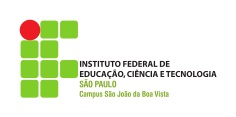 INSTITUTO FEDERAL DE
EDUCAÇÃO, CIÊNCIA E TECNOLOGIA
SÃO PAULO
Campus São João da Boa Vista